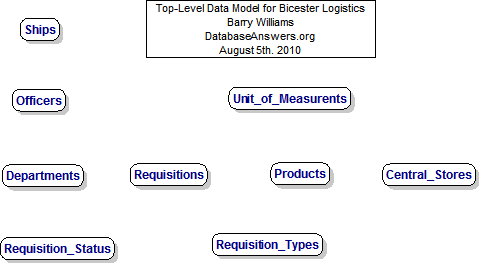 Top-Level Data Model for Bicester Logistics
Barry Williams
DatabaseAnswers.org
August 5th. 2010
Ships
Officers
Unit_of_Measurents
Departments
Requisitions
Products
Central_Stores
Requisition_Status
Requisition_Types